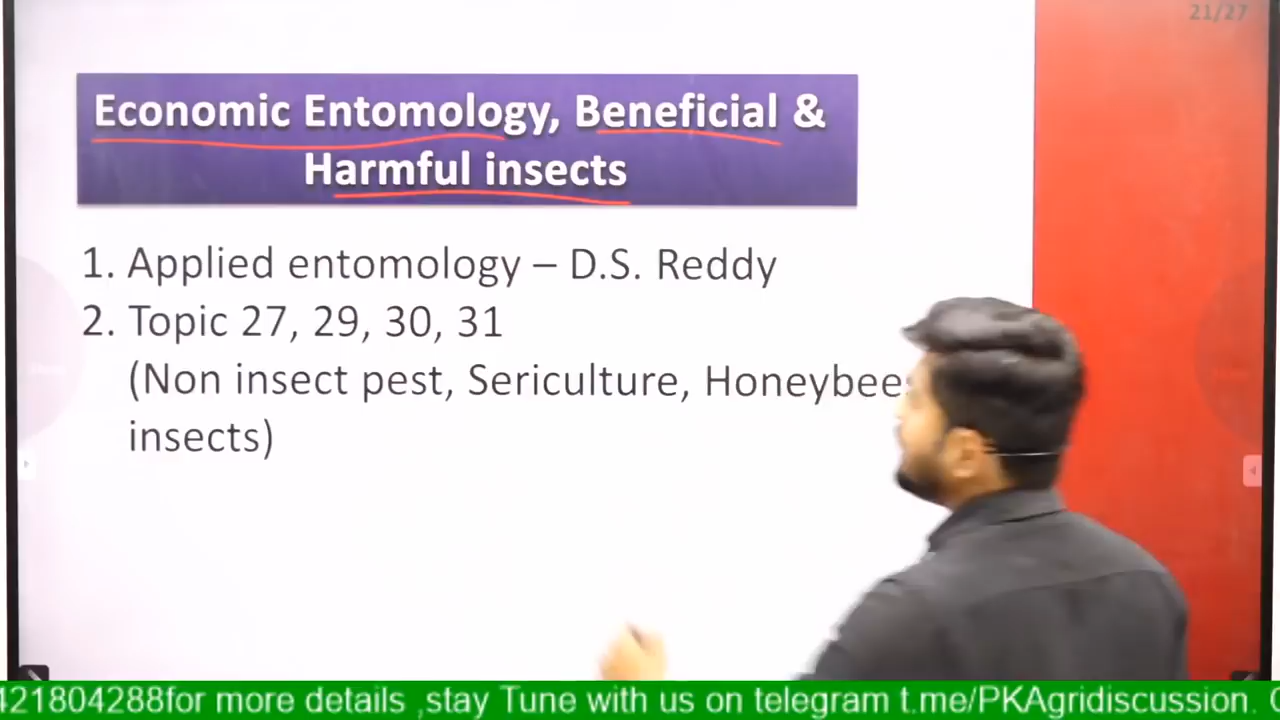 21/27
Economic Entomology, Beneficial &
Harmful insects
1. Applied entomology – D.S. Reddy
2. Topic 27, 29, 30, 31
(Non insect pest, Sericulture, Honeybees
insects)
421804288for more details ,stay Tune with us on telegram t.me/PKAgridiscussion.